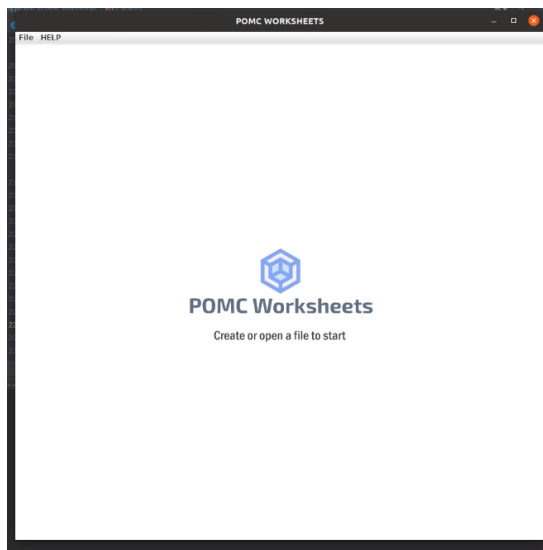 POMC WORKSHEETS
File HELP
POMC Worksheets
Create or open a file to start